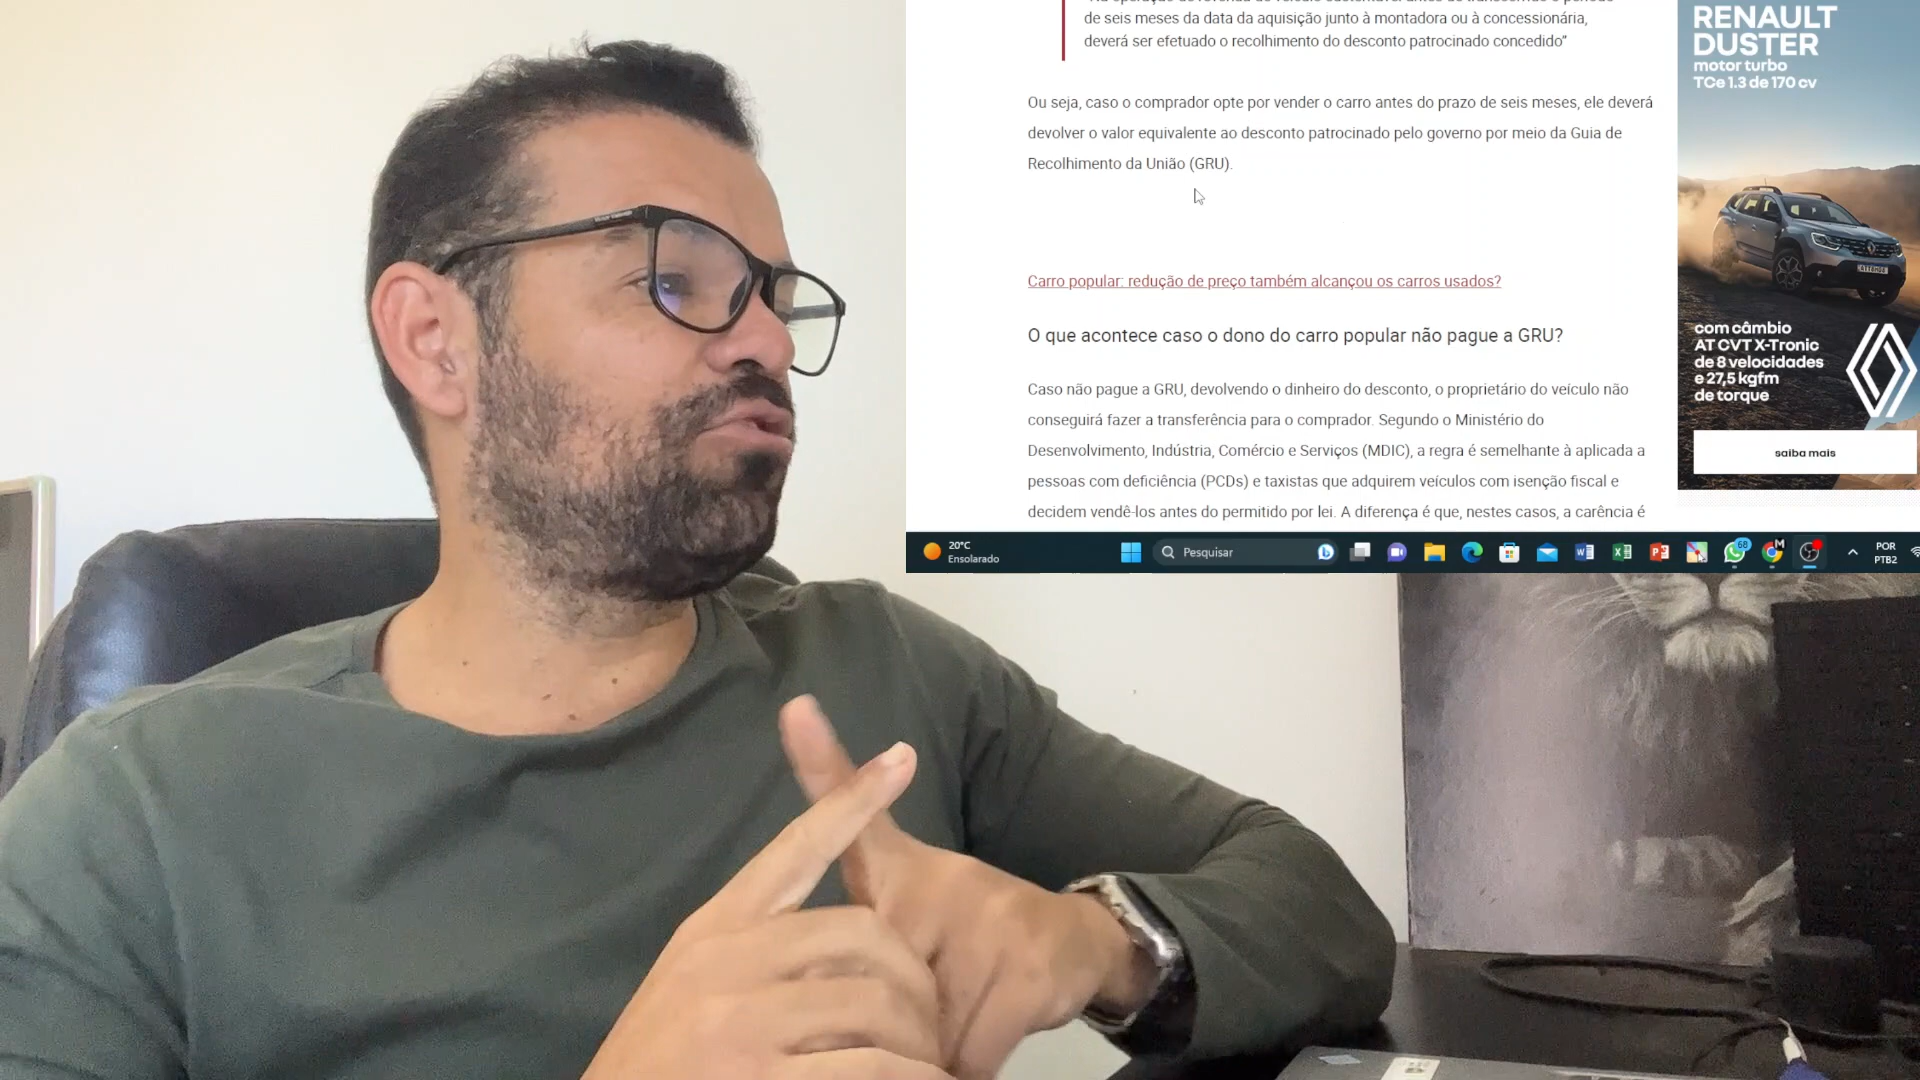 de seis meses da data da aquisição junto à montadora ou à concessionária,
deverá ser efetuado o recolhimento do desconto patrocinado concedido”
Ou seja, caso o comprador opte por vender o carro antes do prazo de seis meses, ele deverá
devolver o valor equivalente ao desconto patrocinado pelo governo por meio da Guia de
Recolhimento da União (GRU).
Carro popular: redução de preço também alcançou os carros usados?
O que acontece caso o dono do carro popular não pague a GRU?
Caso não pague a GRU, devolvendo o dinheiro do desconto, o proprietário do veículo não
conseguirá fazer a transferência para o comprador. Segundo o Ministério do
Desenvolvimento, Indústria, Comércio e Serviços (MDIC), a regra é semelhante à aplicada a
pessoas com deficiência (PCDs) e taxistas que adquirem veículos com isenção fiscal e
decidem vendê-los antes do permitido por lei. A diferença é que, nestes casos, a carência é
RENAULT
DUSTER
motor turbo
TCe 1.3 de 170 cv
com câmbio
AT CVT X-Tronic
de 8 velocidades
e 27,5 kgfm
de torque
saiba mais
20°C
Ensolarado
Pesquisar
68
POR
PTB2